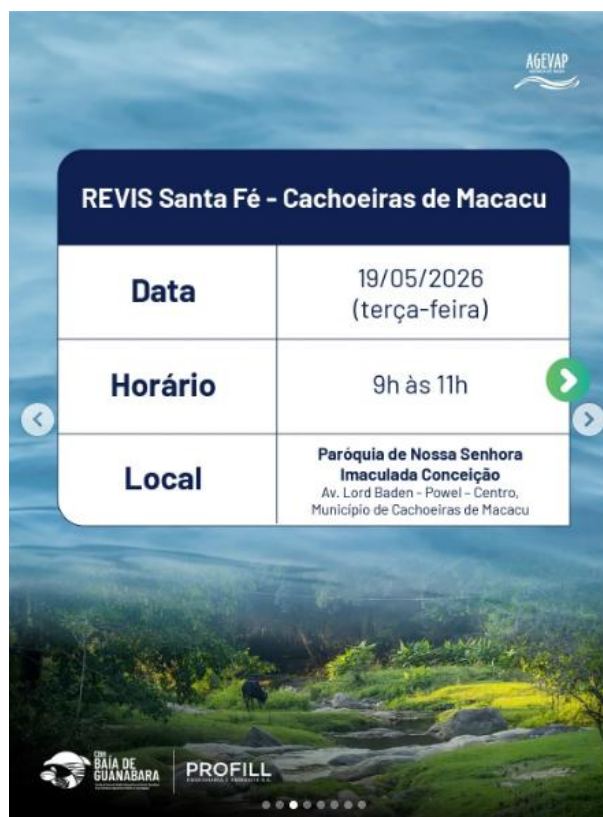 AGEVAP
REVIS Santa Fé - Cachoeiras de Macacu
Data
19/05/2026
(terça-feira)
Horário
9h às 11h
Local
Paróquia de Nossa Senhora
Imaculada Conceição
Av. Lord Baden - Powel - Centro,
Município de Cachoeiras de Macacu
CBH
BAÍA DE
GUANABARA
PROFILL